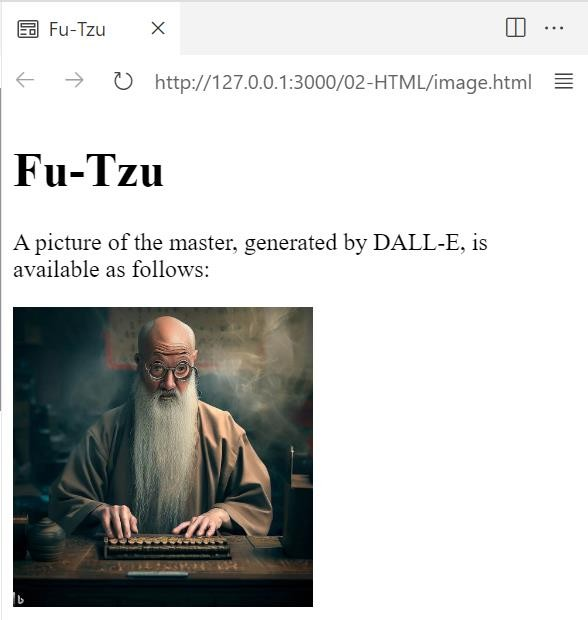 Fu-Tzu
http://127.0.0.1:3000/02-HTML/image.html
Fu-Tzu
A picture of the master, generated by DALL-E, is
available as follows:
b